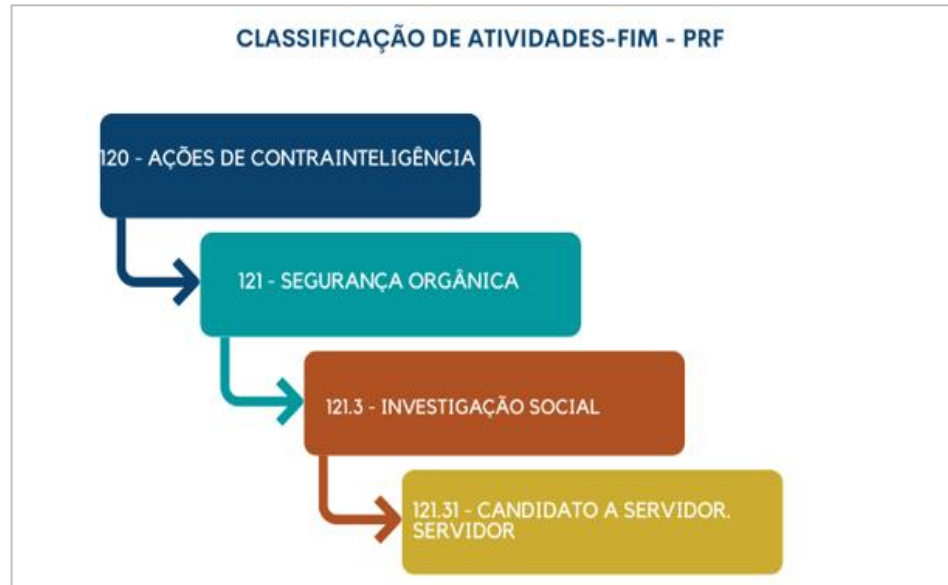 CLASSIFICAÇÃO DE ATIVIDADES-FIM - PRF
120 - AÇÕES DE CONTRAINTELIGÊNCIA
121 - SEGURANÇA ORGÂNICA
121.3 - INVESTIGAÇÃO SOCIAL
121.31 - CANDIDATO A SERVIDOR.
SERVIDOR